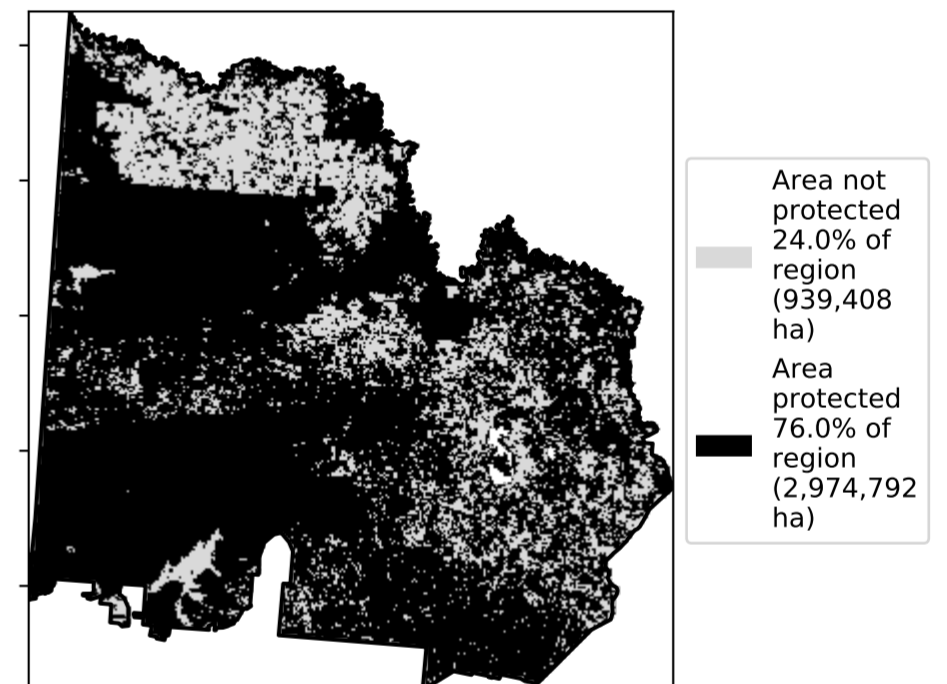 Area not
protected
24.0% of
region
(939,408
ha)
Area
protected
76.0% of
region
(2,974,792
ha)